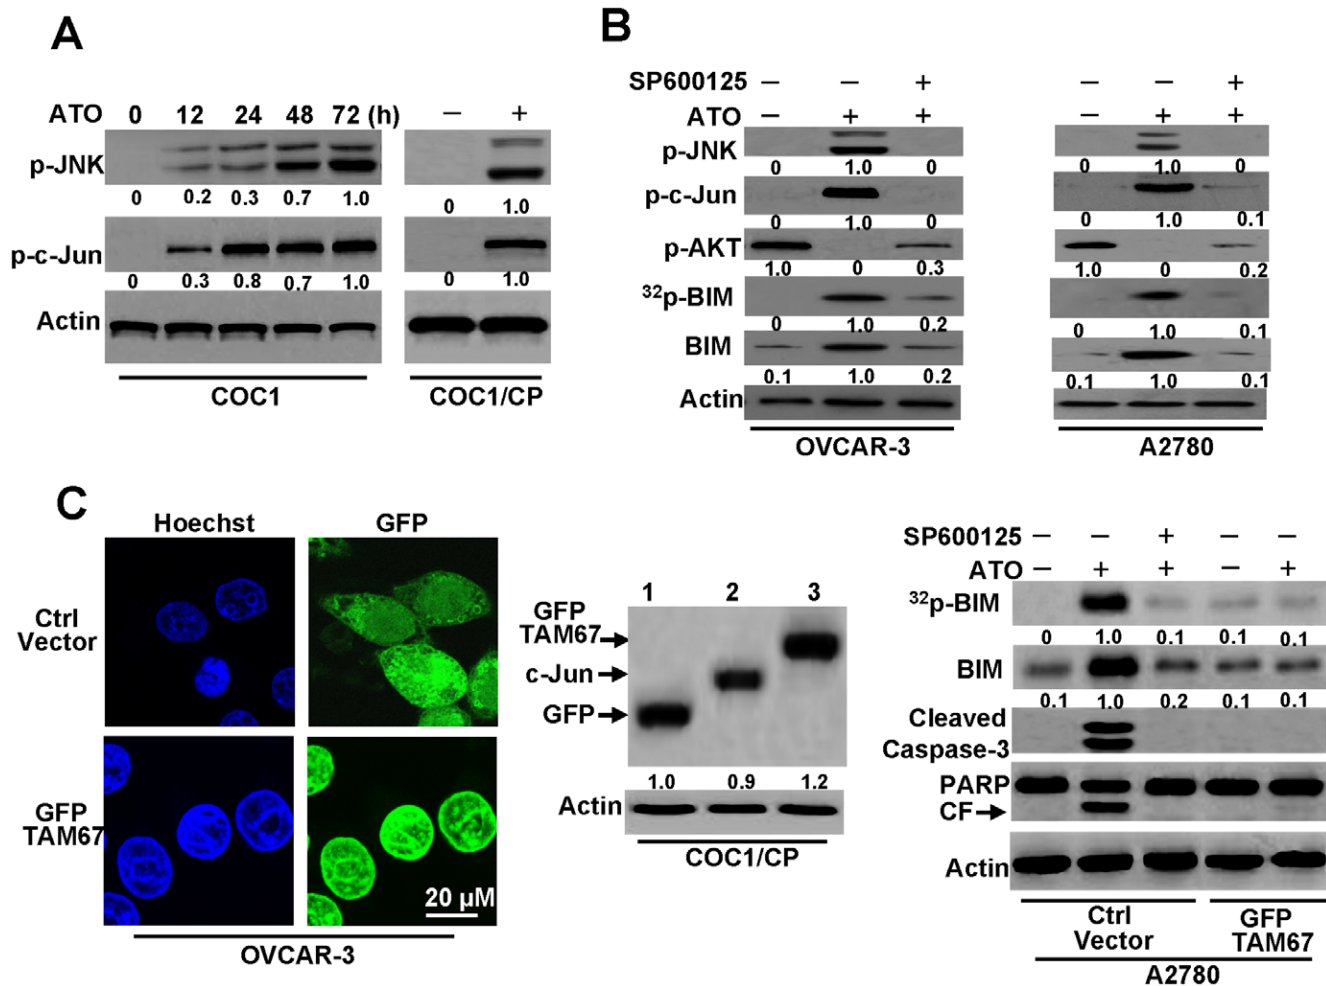 A
ATO 0 12 24 48 72 (h) – +
p-JNK
0 0.2 0.3 0.7 1.0 0 1.0
p-c-Jun
0 0.3 0.8 0.7 1.0 0 1.0
Actin
COC1 COC1/CP
B
SP600125 – – + – – +
ATO – + + – + +
p-JNK
0 1.0 0 0 1.0 0
p-c-Jun
0 1.0 0 0 1.0 0.1
p-AKT
1.0 0 0.3 1.0 0 0.2
32p-BIM
0 1.0 0.2 0 1.0 0.1
BIM
0.1 1.0 0.2 0.1 1.0 0.1
Actin
OVCAR-3 A2780
C
Hoechst GFP
Ctrl
Vector
GFP
TAM67
20 µM
OVCAR-3
1 2 3
GFP
TAM67
c-Jun
GFP
1.0 0.9 1.2
Actin
COC1/CP
SP600125 – – + – –
ATO – + + – +
32p-BIM
0 1.0 0.1 0.1 0.1
BIM
0.1 1.0 0.2 0.1 0.1
Cleaved
Caspase-3
PARP
CF
Actin
Ctrl
Vector
GFP
TAM67
A2780